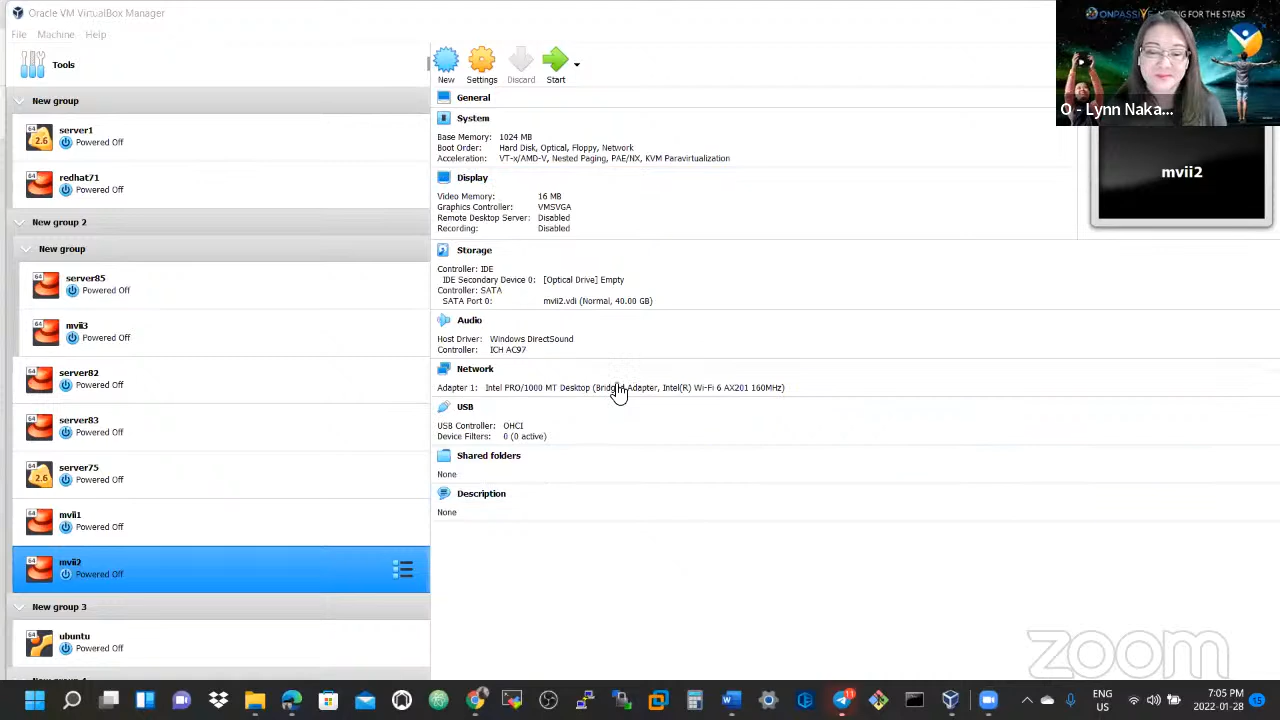 Oracle VM VirtualBox Manager
File Machine Help
Tools
New group
server1
Powered Off
redhat71
Powered Off
New group 2
New group
server85
Powered Off
mvii3
Powered Off
server82
Powered Off
server83
Powered Off
server75
Powered Off
mvii1
Powered Off
mvii2
Powered Off
New group 3
ubuntu
Powered Off
New Settings Discard Start
General
System
Base Memory: 1024 MB
Boot Order: Hard Disk, Optical, Floppy, Network
Acceleration: VT-x/AMD-V, Nested Paging, PAE/NX, KVM Paravirtualization
Display
Video Memory: 16 MB
Graphics Controller: VMSVGA
Remote Desktop Server: Disabled
Recording: Disabled
Storage
Controller: IDE
IDE Secondary Device 0: [Optical Drive] Empty
Controller: SATA
SATA Port 0: mvii2.vdi (Normal, 40.00 GB)
Audio
Host Driver: Windows DirectSound
Controller: ICH AC97
Network
Adapter 1: Intel PRO/1000 MT Desktop (Bridged Adapter, Intel(R) Wi-Fi 6 AX201 160MHz)
USB
USB Controller: OHCI
Device Filters: 0 (0 active)
Shared folders
None
Description
None
ONPASSIVE
FOR THE STARS
O - Lynn Naka...
mvii2
zoom
11
ENG
US
7:05 PM
2022-01-28
15